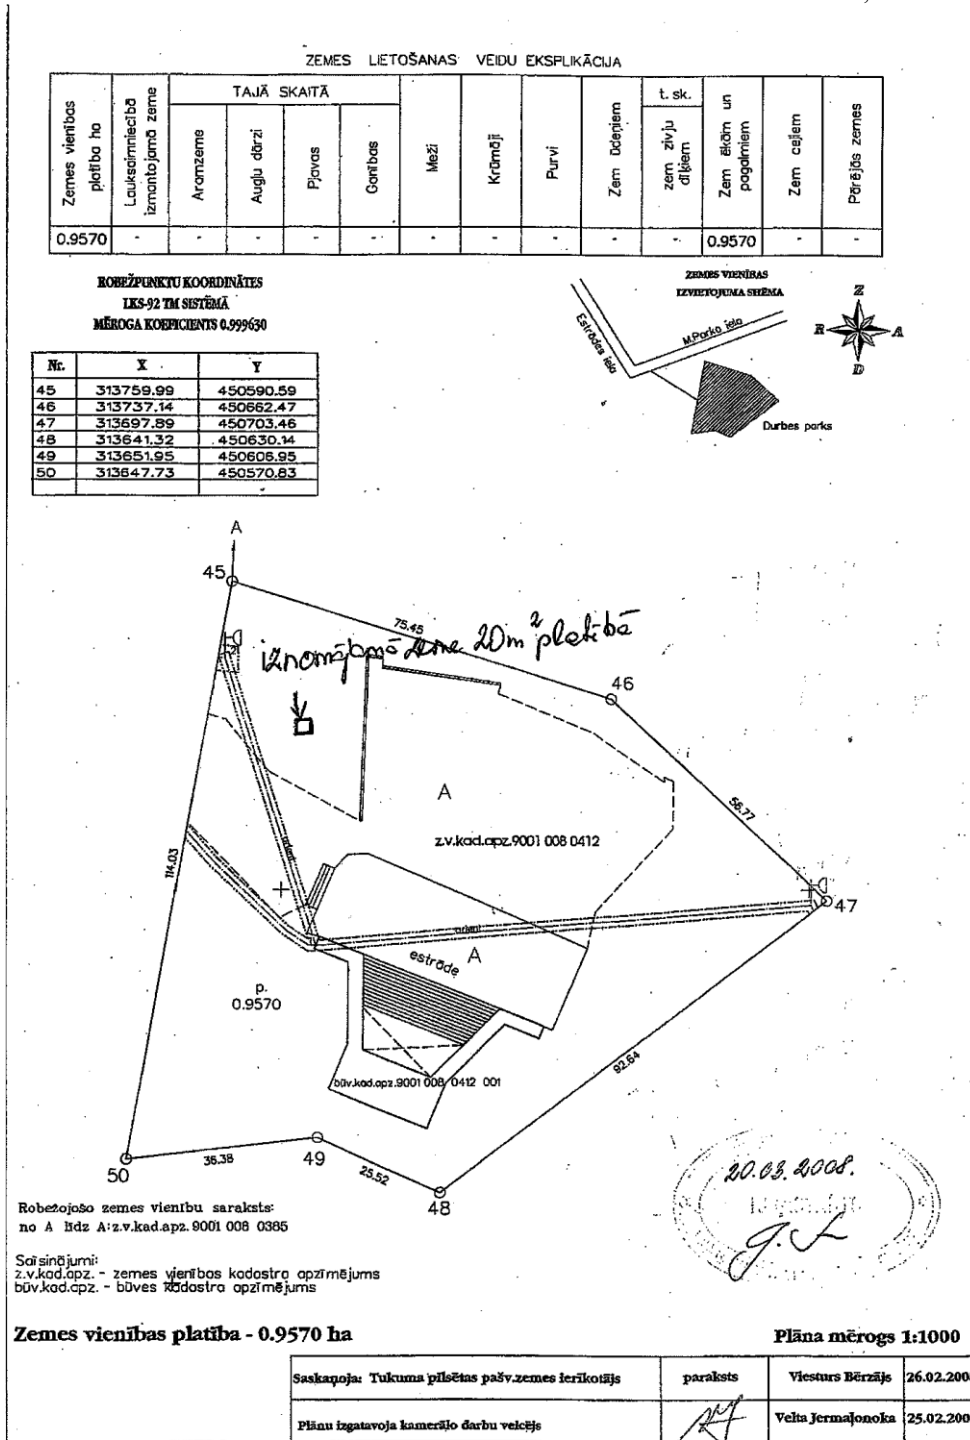 ZEMES LIETOŠANAS VEIDU EKSPLIKĀCIJA
Zemes vienības platība ha
Lauksaimniecībā izmantojamā zeme
TAJĀ SKAITĀ
Aramzeme
Augļu dārzi
Pļavas
Ganības
Meži
Krūmāji
Purvi
Zem ūdeņiem
t. sk.
zem zivju dīķiem
Zem ēkām un pagalmiem
Zem ceļiem
Pārējās zemes
0.9570 - - - - - - - - - - 0.9570 - -
ROBEŽPUNKTU KOORDINĀTES
LKS-92 TM SISTĒMĀ
MĒROGA KOEFICIENTS 0.999630
Nr. X Y
45 313759.99 450590.59
46 313737.14 450662.47
47 313697.89 450703.46
48 313641.32 450630.14
49 313651.95 450606.95
50 313647.73 450570.83
ZEMES VIENĪBAS
IZVIETOJUMA SHĒMA
Estrādes iela
M.Parka iela
Durbes parks
Z
R A
D
A
45
75.45
iznomājamā zeme 20m² platībā
46
A
56.77
z.v.kad.apz.9001 008 0412
114.03
47
estrāde
A
p.
0.9570
92.64
būv.kad.apz.9001 008 0412 001
50
36.38
49
25.52
48
20.03.2008.
Robežojošo zemes vienību saraksts:
no A līdz A:z.v.kad.apz. 9001 008 0385
Saīsinājumi:
z.v.kad.apz. - zemes vienības kadastra apzīmējums
būv.kad.apz. - būves kadastra apzīmējums
Zemes vienības platība - 0.9570 ha
Plāna mērogs 1:1000
Saskaņoja: Tukuma pilsētas pašv.zemes ierīkotājs paraksts Viesturs Bērzājs 26.02.200
Plānu izgatavoja kamerālo darbu veicējs Velta Jermaļonoka 25.02.200